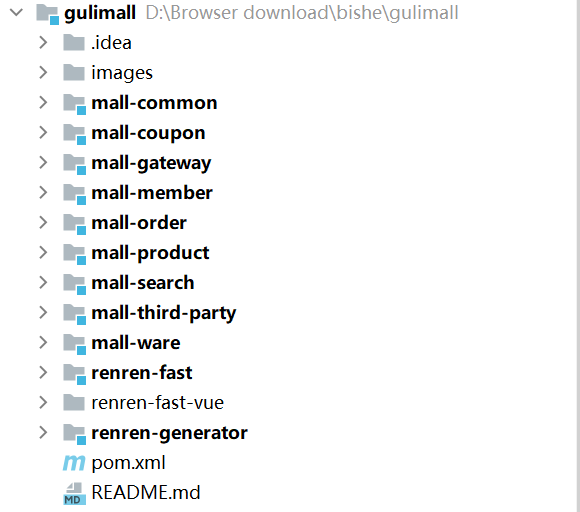 gulimall D:\Browser download\bishe\gulimall
.idea
images
mall-common
mall-coupon
mall-gateway
mall-member
mall-order
mall-product
mall-search
mall-third-party
mall-ware
renren-fast
renren-fast-vue
renren-generator
m pom.xml
MD README.md